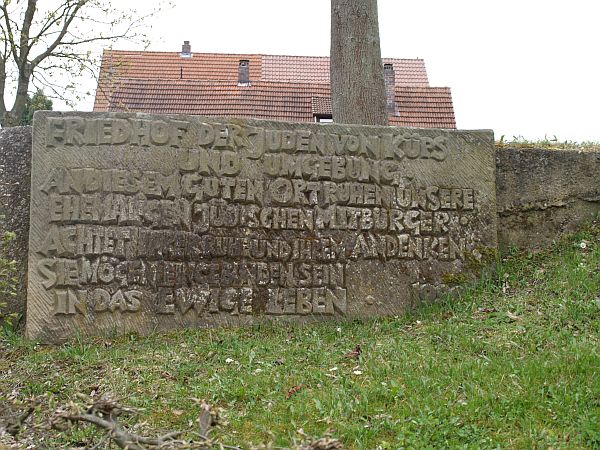 FRIEDHOF DER JUDEN VON KÜPS
UND UMGEBUNG
AN DIESEM GUTEN ORT RUHEN UNSERE
EHEMALIGEN JÜDISCHEN MITBÜRGER
ACHTET IHRE RUHE UND IHREM ANDENKEN
SIE MÖGEN EINGEBUNDEN SEIN
IN DAS EWIGE LEBEN